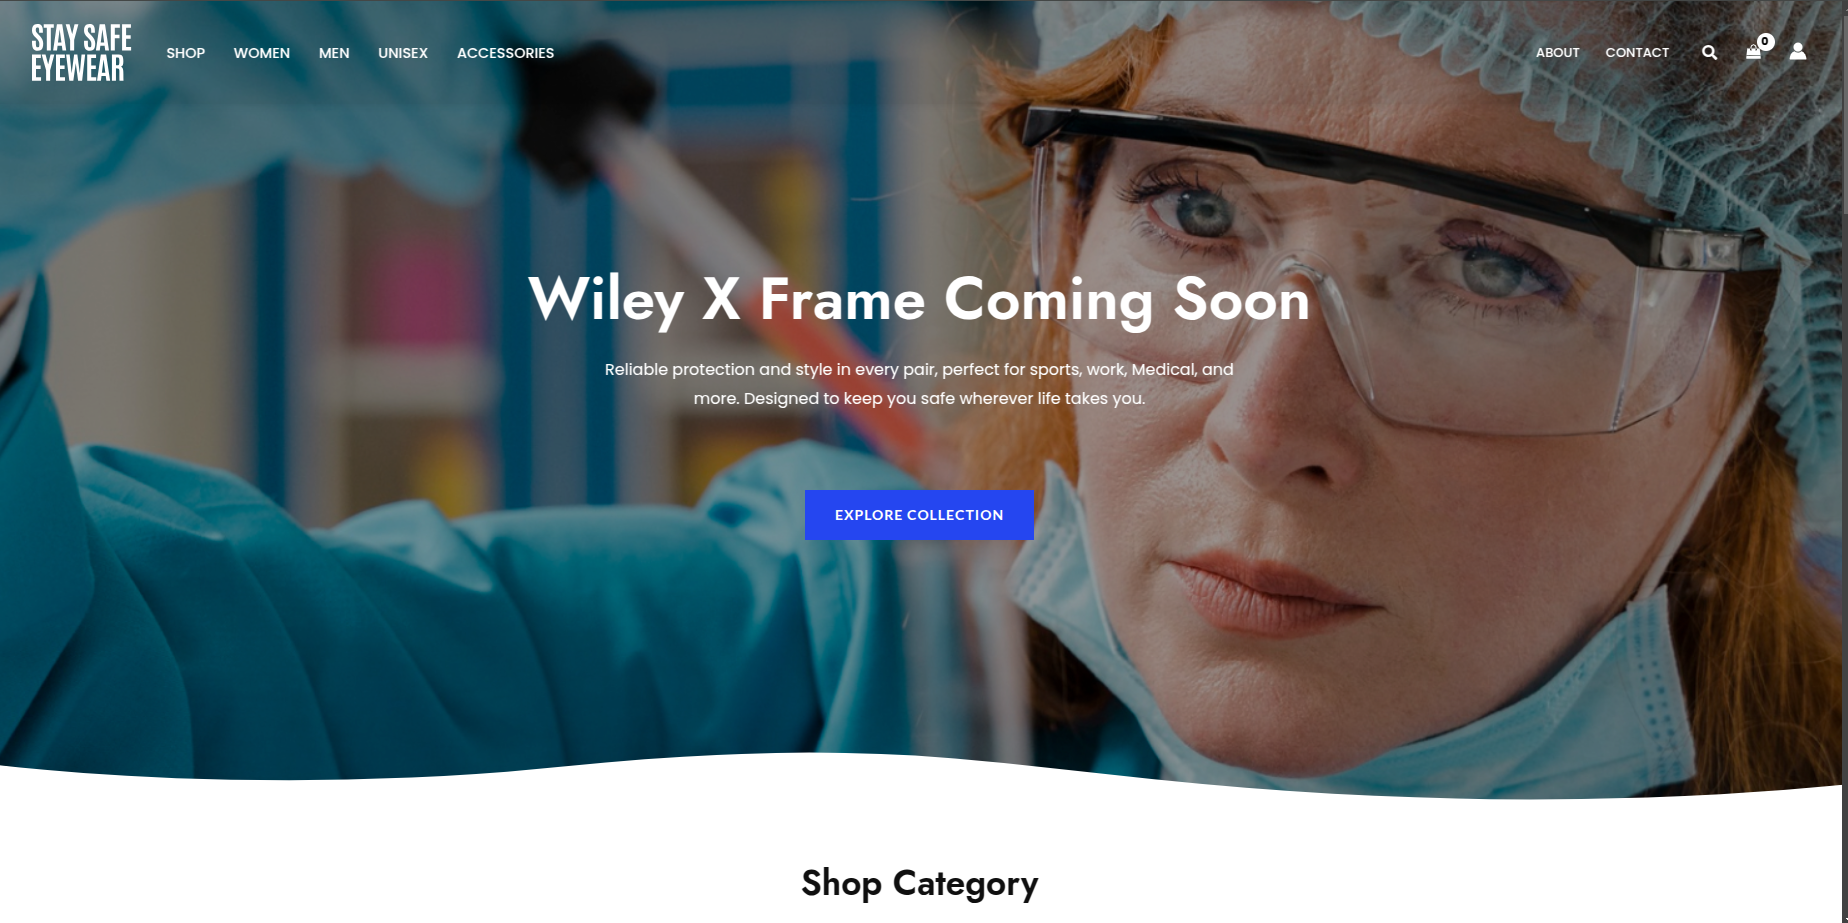 STAY SAFE
EYEWEAR
SHOP
WOMEN
MEN
UNISEX
ACCESSORIES
ABOUT
CONTACT
0
Wiley X Frame Coming Soon
Reliable protection and style in every pair, perfect for sports, work, Medical, and
more. Designed to keep you safe wherever life takes you.
EXPLORE COLLECTION
Shop Category